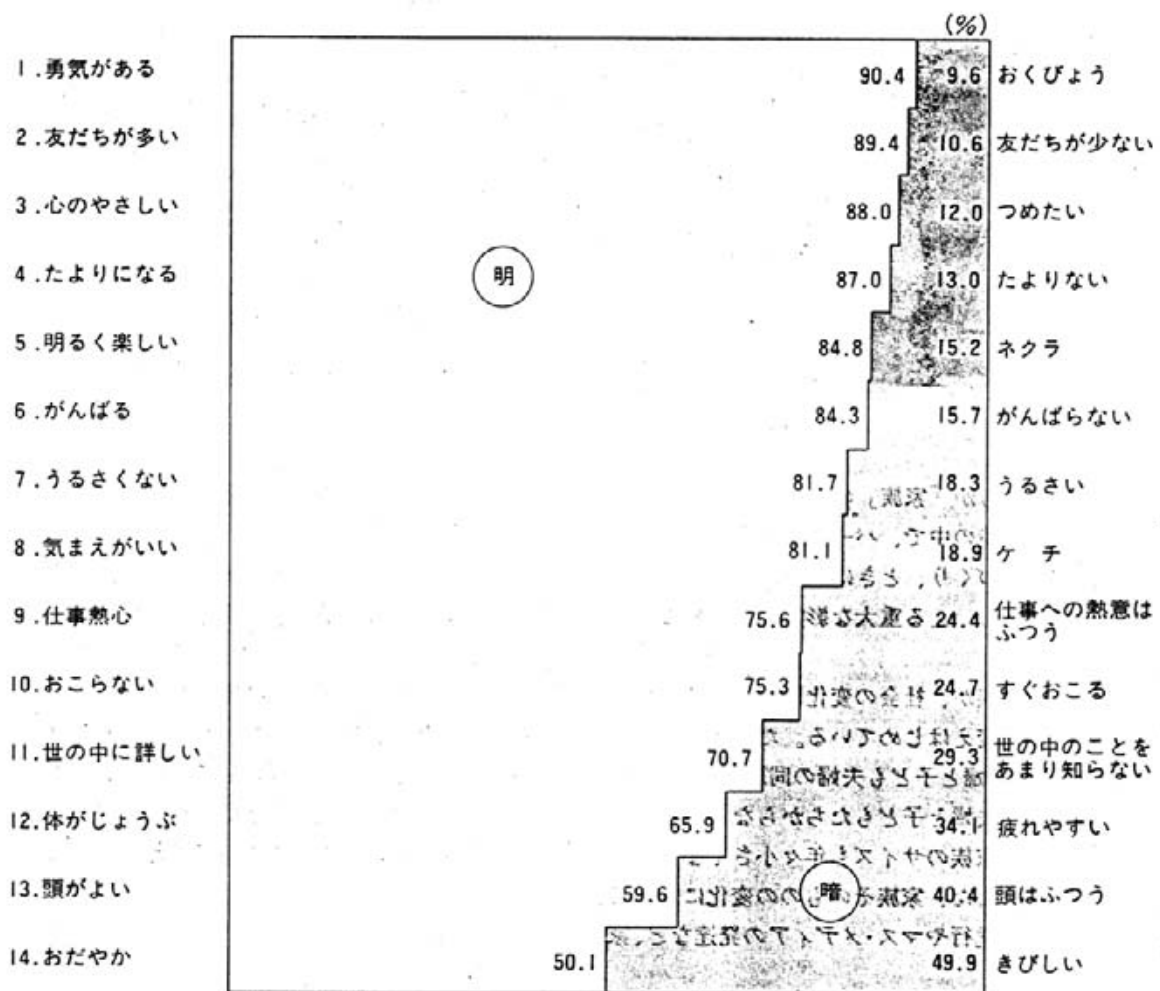 (%)
1.勇気がある 90.4 9.6 おくびょう
2.友だちが多い 89.4 10.6 友だちが少ない
3.心のやさしい 88.0 12.0 つめたい
4.たよりになる 明 87.0 13.0 たよりない
5.明るく楽しい 84.8 15.2 ネクラ
6.がんばる 84.3 15.7 がんばらない
7.うるさくない 81.7 18.3 うるさい
8.気まえがいい 81.1 18.9 ケチ
9.仕事熱心 75.6 24.4 仕事への熱意は
ふつう
10.おこらない 75.3 24.7 すぐおこる
11.世の中に詳しい 70.7 29.3 世の中のことを
あまり知らない
12.体がじょうぶ 65.9 34.1 疲れやすい
13.頭がよい 59.6 暗 40.4 頭はふつう
14.おだやか 50.1 49.9 きびしい